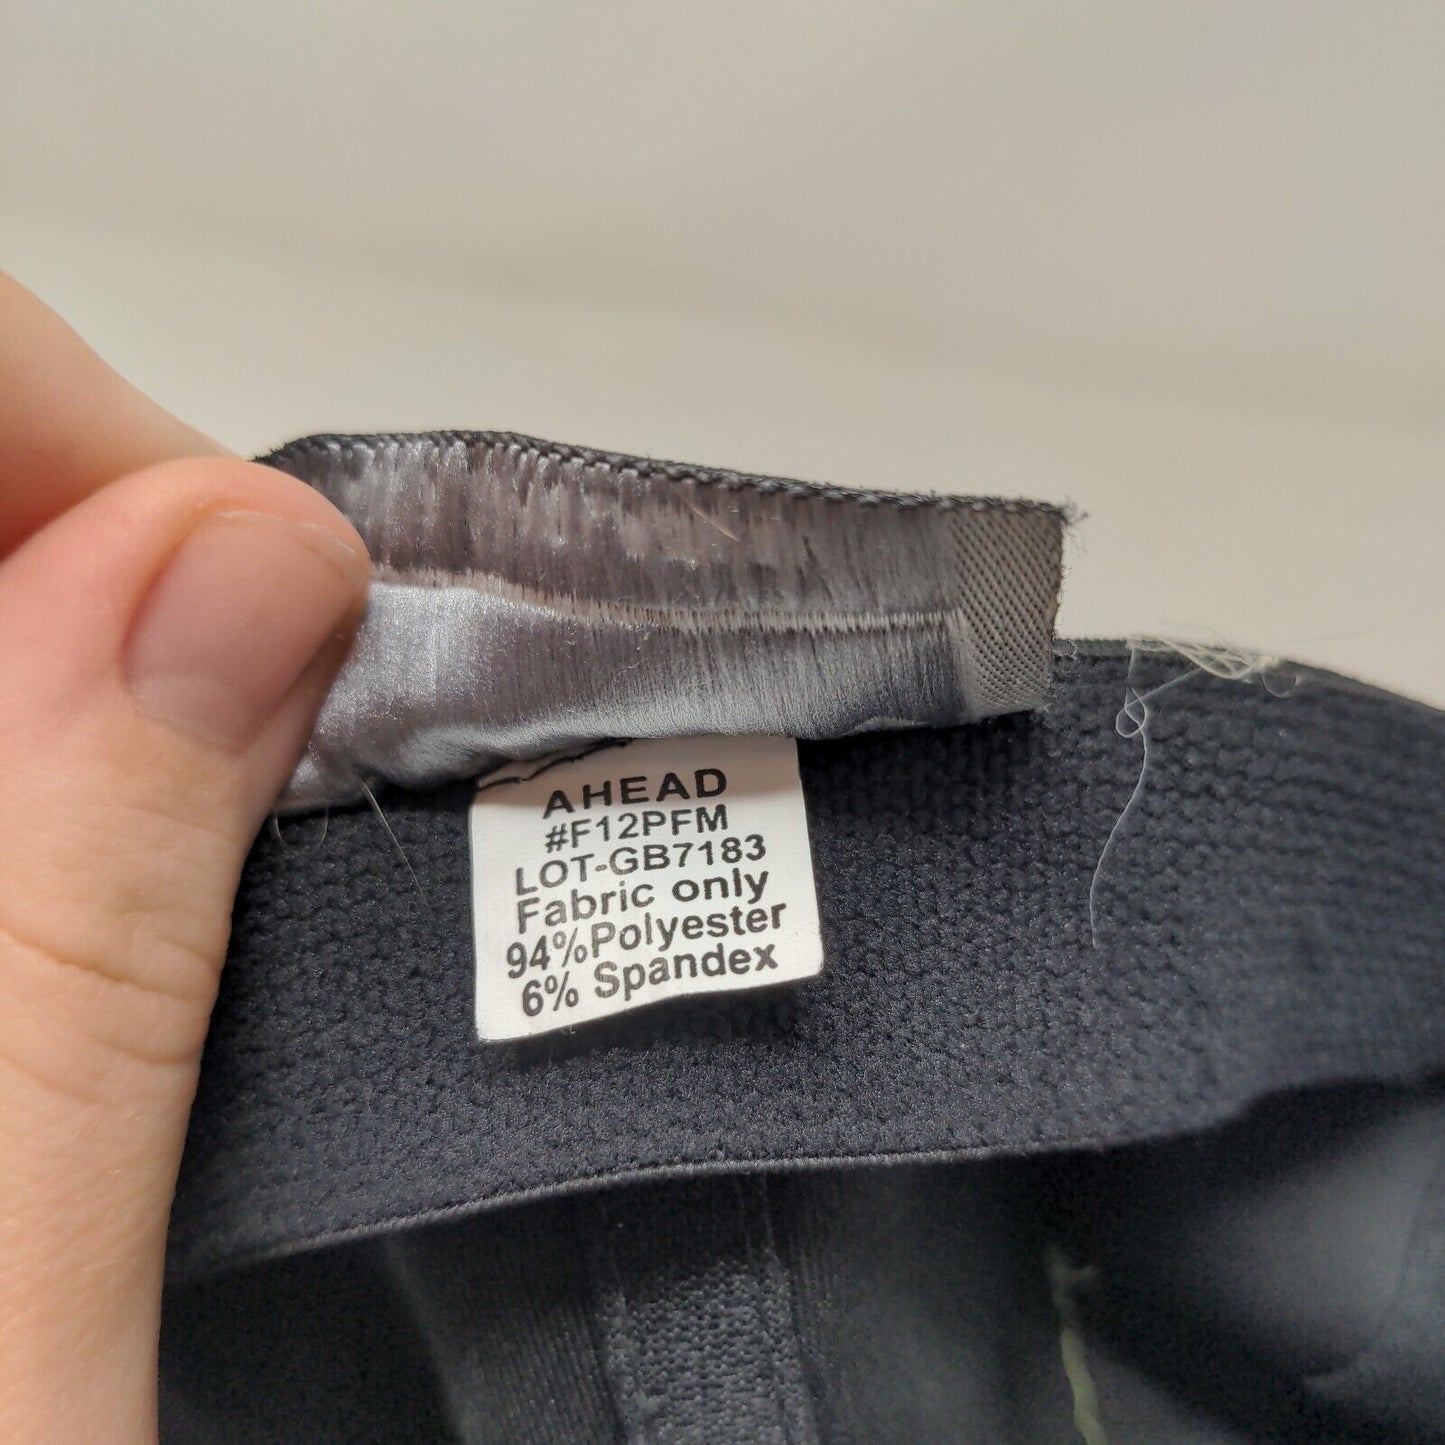 AHEAD
#F12PFM
LOT-GB7183
Fabric only
94%Polyester
6% Spandex